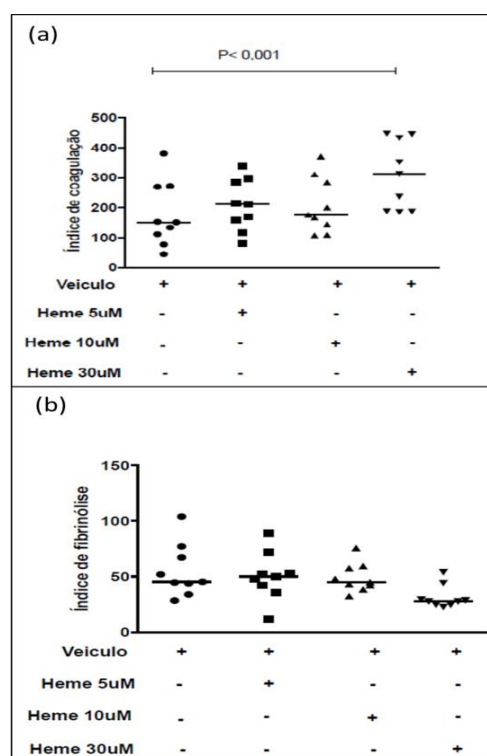 (a)
P< 0,001
Índice de coagulação
500
400
300
200
100
0
Veiculo + + + +
Heme 5uM - + - -
Heme 10uM - - + -
Heme 30uM - - - +
(b)
Índice de fibrinólise
150
100
50
0
Veiculo + + + +
Heme 5uM - + - -
Heme 10uM - - + -
Heme 30uM - - - +